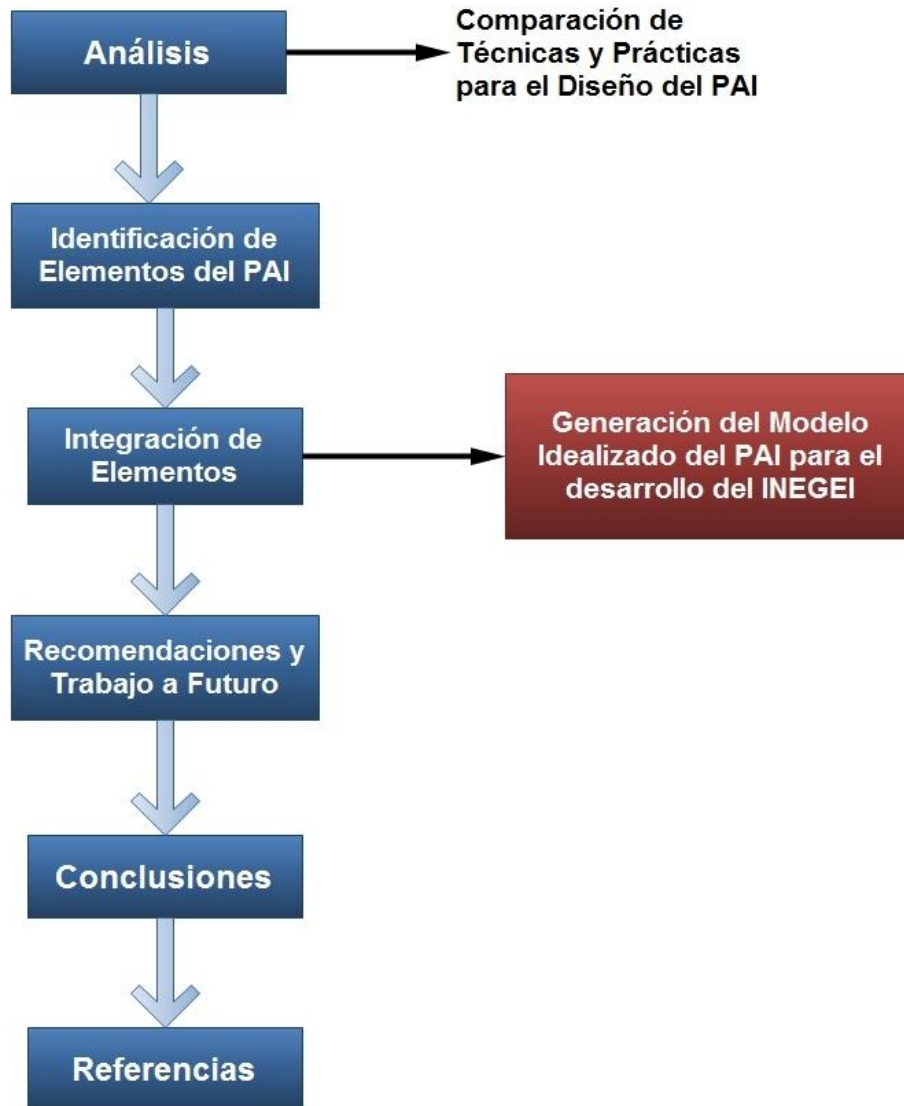 Análisis
Comparación de
Técnicas y Prácticas
para el Diseño del PAI
Identificación de
Elementos del PAI
Integración de
Elementos
Generación del Modelo
Idealizado del PAI para el
desarrollo del INEGEI
Recomendaciones y
Trabajo a Futuro
Conclusiones
Referencias